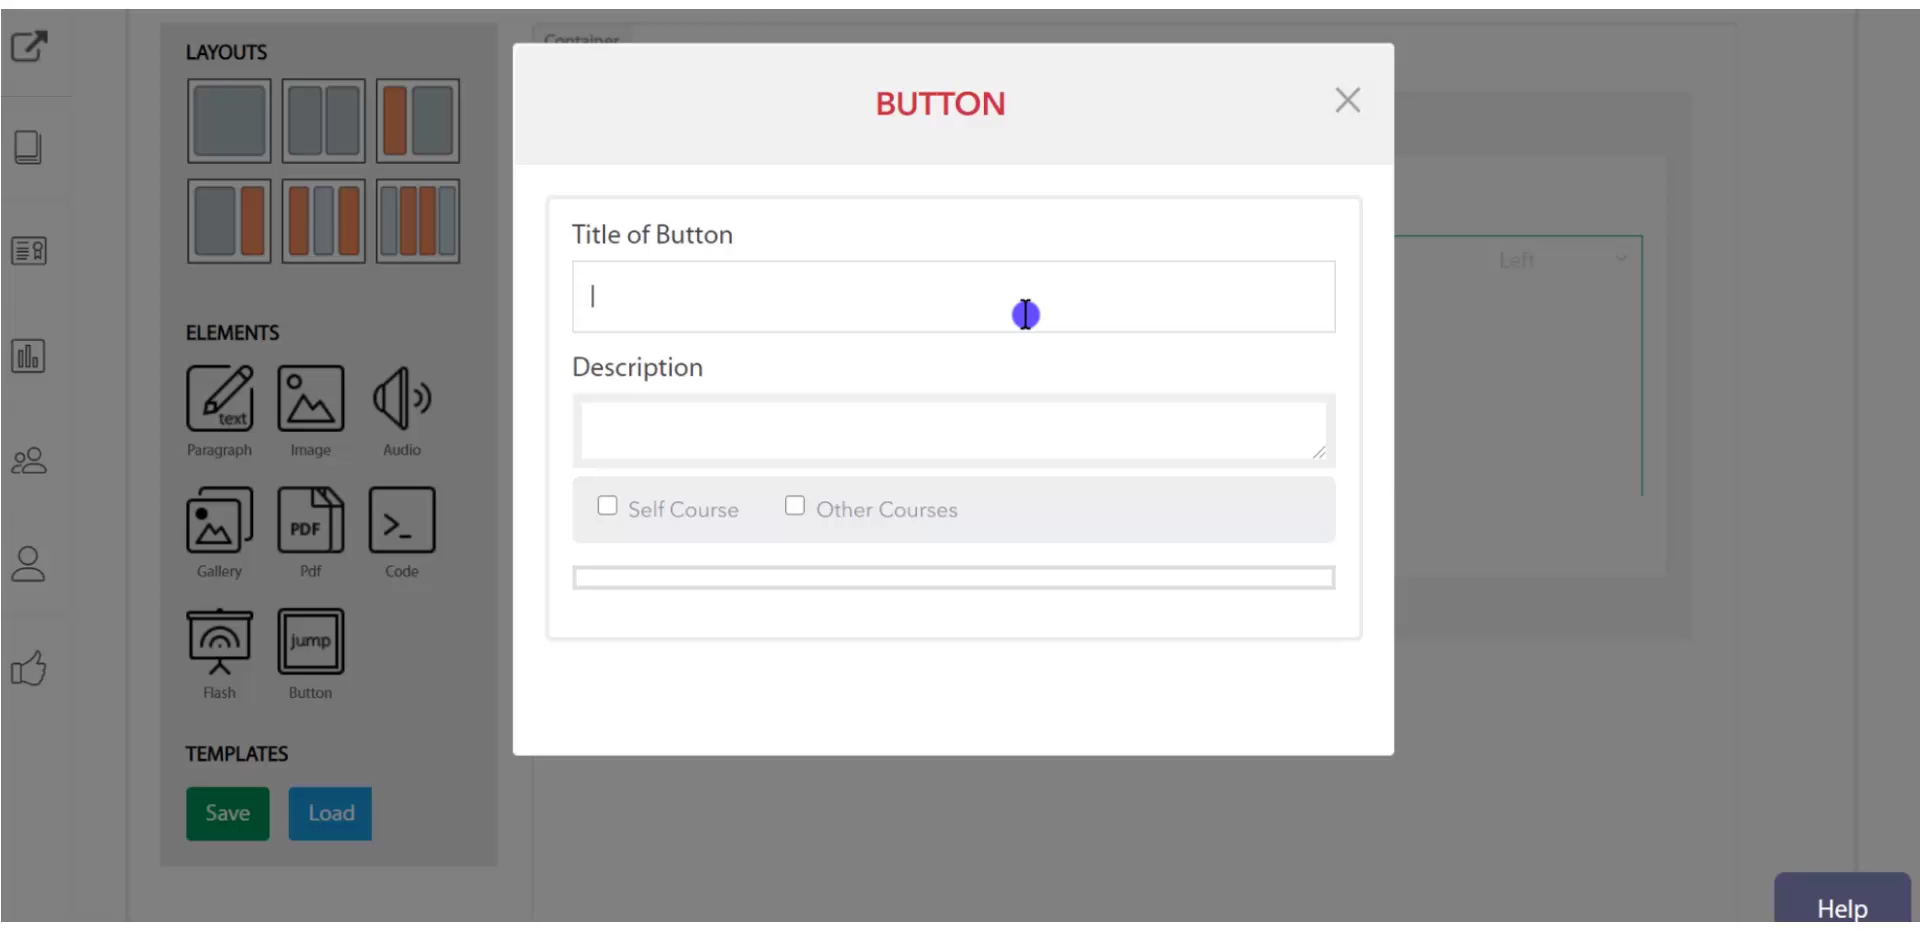 LAYOUTS
Container
BUTTON
Title of Button
Left
ELEMENTS
Description
text
Paragraph
Image
Audio
Self Course
Other Courses
PDF
>_
Gallery
Pdf
Code
jump
Flash
Button
TEMPLATES
Save
Load
Help